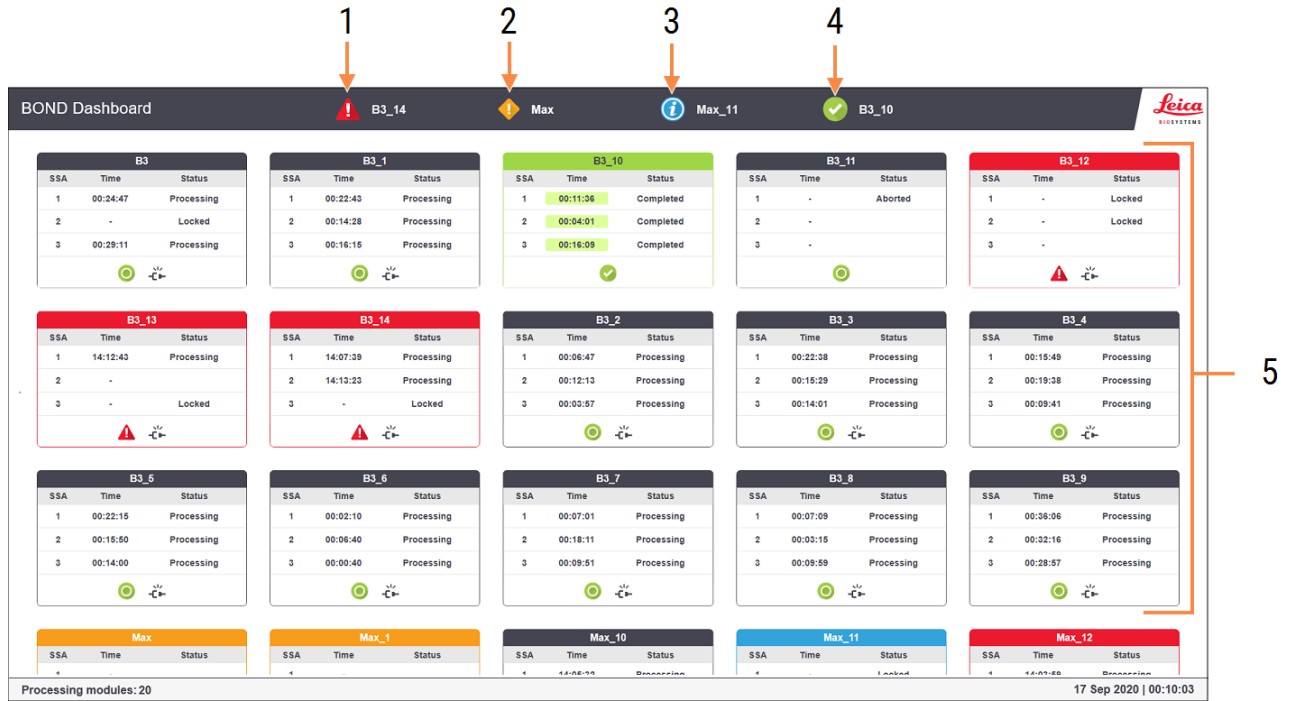 1 2 3 4
BOND Dashboard B3_14 Max Max_11 B3_10 Leica
BIOSYSTEMS
B3 B3_1 B3_10 B3_11 B3_12
SSA Time Status SSA Time Status SSA Time Status SSA Time Status SSA Time Status
1 00:24:47 Processing 1 00:22:43 Processing 1 00:11:36 Completed 1 - Aborted 1 - Locked
2 - Locked 2 00:14:28 Processing 2 00:04:01 Completed 2 - 2 - Locked
3 00:29:11 Processing 3 00:16:15 Processing 3 00:16:09 Completed 3 - 3 -
B3_13 B3_14 B3_2 B3_3 B3_4
SSA Time Status SSA Time Status SSA Time Status SSA Time Status SSA Time Status
1 14:12:43 Processing 1 14:07:39 Processing 1 00:06:47 Processing 1 00:22:38 Processing 1 00:15:49 Processing
5
2 - 2 14:13:23 Processing 2 00:12:13 Processing 2 00:15:29 Processing 2 00:19:38 Processing
3 - Locked 3 - Locked 3 00:03:57 Processing 3 00:14:01 Processing 3 00:09:41 Processing
B3_5 B3_6 B3_7 B3_8 B3_9
SSA Time Status SSA Time Status SSA Time Status SSA Time Status SSA Time Status
1 00:22:15 Processing 1 00:02:10 Processing 1 00:07:01 Processing 1 00:07:09 Processing 1 00:36:06 Processing
2 00:15:50 Processing 2 00:06:40 Processing 2 00:18:11 Processing 2 00:03:15 Processing 2 00:32:16 Processing
3 00:14:00 Processing 3 00:00:40 Processing 3 00:09:51 Processing 3 00:09:59 Processing 3 00:28:57 Processing
Max Max_1 Max_10 Max_11 Max_12
SSA Time Status SSA Time Status SSA Time Status SSA Time Status SSA Time Status
Processing modules: 20 17 Sep 2020 | 00:10:03